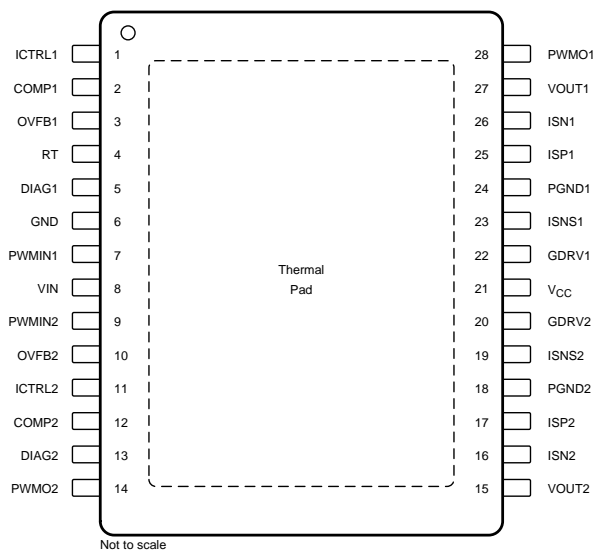 ICTRL1 1 28 PWMO1
COMP1 2 27 VOUT1
OVFB1 3 26 ISN1
RT 4 25 ISP1
DIAG1 5 24 PGND1
GND 6 23 ISNS1
PWMIN1 7 22 GDRV1
Thermal
Pad
VIN 8 21 VCC
PWMIN2 9 20 GDRV2
OVFB2 10 19 ISNS2
ICTRL2 11 18 PGND2
COMP2 12 17 ISP2
DIAG2 13 16 ISN2
PWMO2 14 15 VOUT2
Not to scale